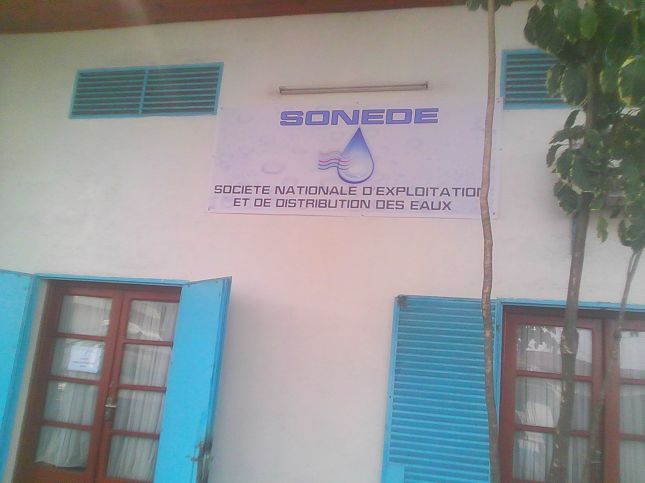 SONEDE
SOCIETE NATIONALE D'EXPLOITATION
ET DE DISTRIBUTION DES EAUX